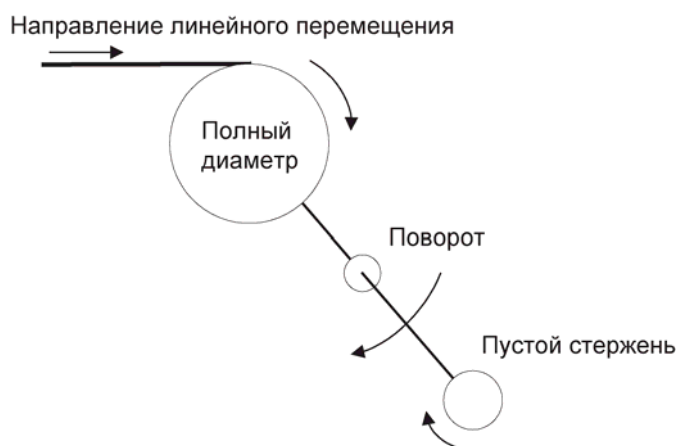 Направление линейного перемещения
Полный
диаметр
Поворот
Пустой стержень